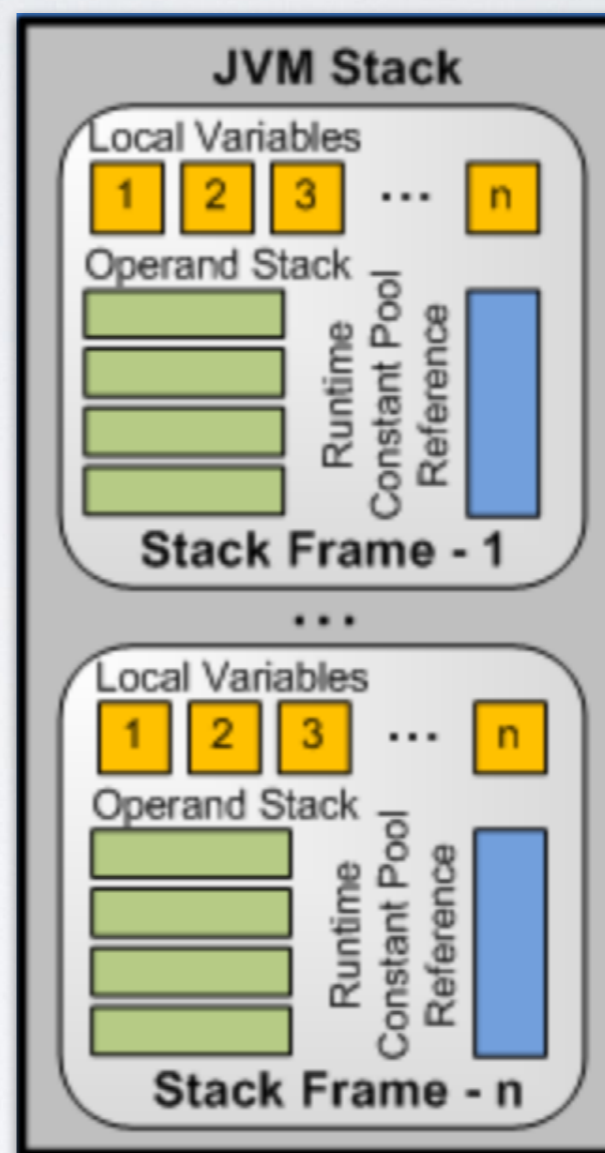 JVM Stack
Local Variables
1 2 3 ... n
Operand Stack
Runtime
Constant Pool
Reference
Stack Frame - 1
...
Local Variables
1 2 3 ... n
Operand Stack
Runtime
Constant Pool
Reference
Stack Frame - n